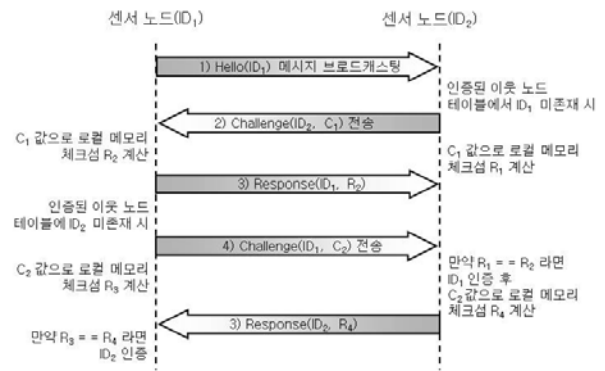 센서 노드(ID₁)
센서 노드(ID₂)
1) Hello(ID₁) 메시지 브로드캐스팅
인증된 이웃 노드
테이블에서 ID₁ 미존재 시
2) Challenge(ID₂, C₁) 전송
C₁ 값으로 로컬 메모리
체크섬 R₂ 계산
C₁ 값으로 로컬 메모리
체크섬 R₁ 계산
3) Response(ID₁, R₂)
인증된 이웃 노드
테이블에 ID₂ 미존재 시
4) Challenge(ID₁, C₂) 전송
C₂ 값으로 로컬 메모리
체크섬 R₃ 계산
만약 R₁ == R₂ 라면
ID₁ 인증 후
C₂ 값으로 로컬 메모리
체크섬 R₄ 계산
3) Response(ID₂, R₄)
만약 R₃ == R₄ 라면
ID₂ 인증